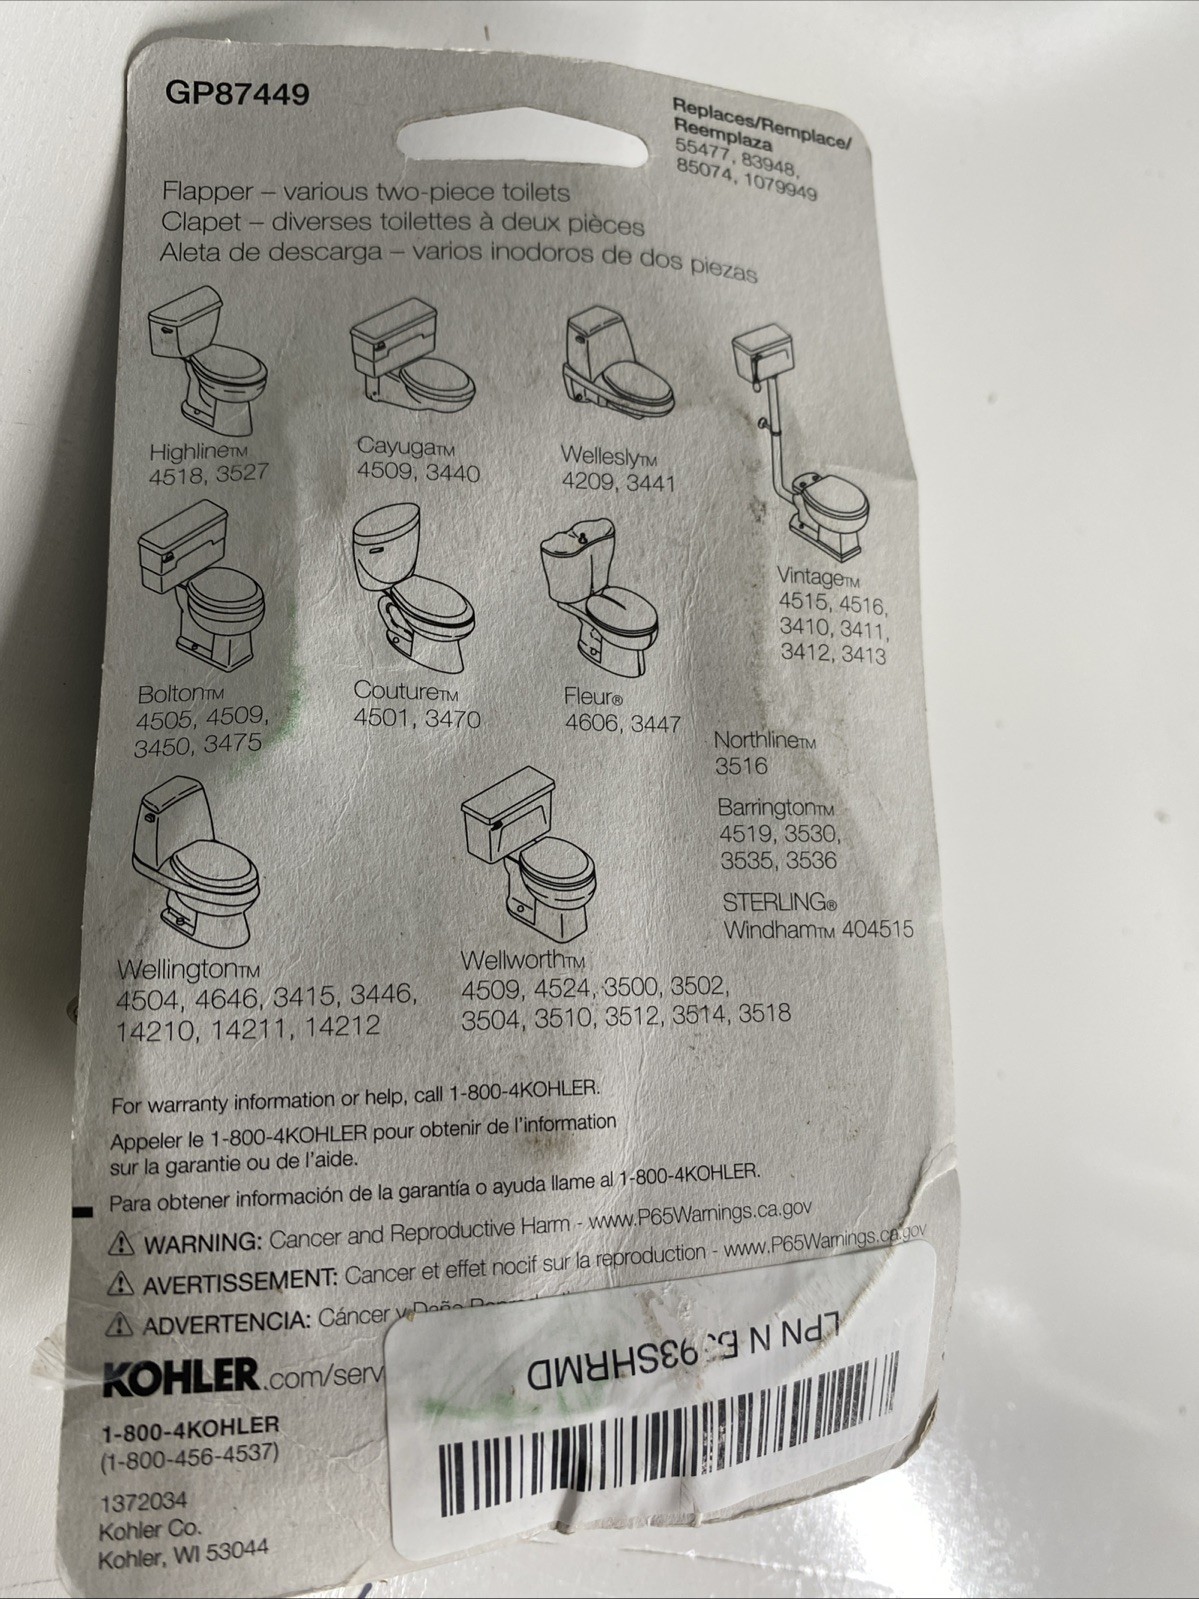 GP87449
Replaces/Remplace/
Reemplaza
55477, 83948,
85074, 1079949
Flapper – various two-piece toilets
Clapet – diverses toilettes à deux pièces
Aleta de descarga – varios inodoros de dos piezas
Highline™
4518, 3527
Cayuga™
4509, 3440
Wellesly™
4209, 3441
Vintage™
4515, 4516,
3410, 3411,
3412, 3413
Bolton™
4505, 4509,
3450, 3475
Couture™
4501, 3470
Fleur®
4606, 3447
Northline™
3516
Barrington™
4519, 3530,
3535, 3536
STERLING®
Windham™ 404515
Wellington™
4504, 4646, 3415, 3446,
14210, 14211, 14212
Wellworth™
4509, 4524, 3500, 3502,
3504, 3510, 3512, 3514, 3518
For warranty information or help, call 1-800-4KOHLER.
Appeler le 1-800-4KOHLER pour obtenir de l'information
sur la garantie ou de l'aide.
Para obtener información de la garantía o ayuda llame al 1-800-4KOHLER.
⚠ WARNING: Cancer and Reproductive Harm - www.P65Warnings.ca.gov
⚠ AVERTISSEMENT: Cancer et effet nocif sur la reproduction - www.P65Warnings.ca.gov
⚠ ADVERTENCIA: Cáncer y Daño
KOHLER.com/serv
1-800-4KOHLER
(1-800-456-4537)
1372034
Kohler Co.
Kohler, WI 53044
LPN N